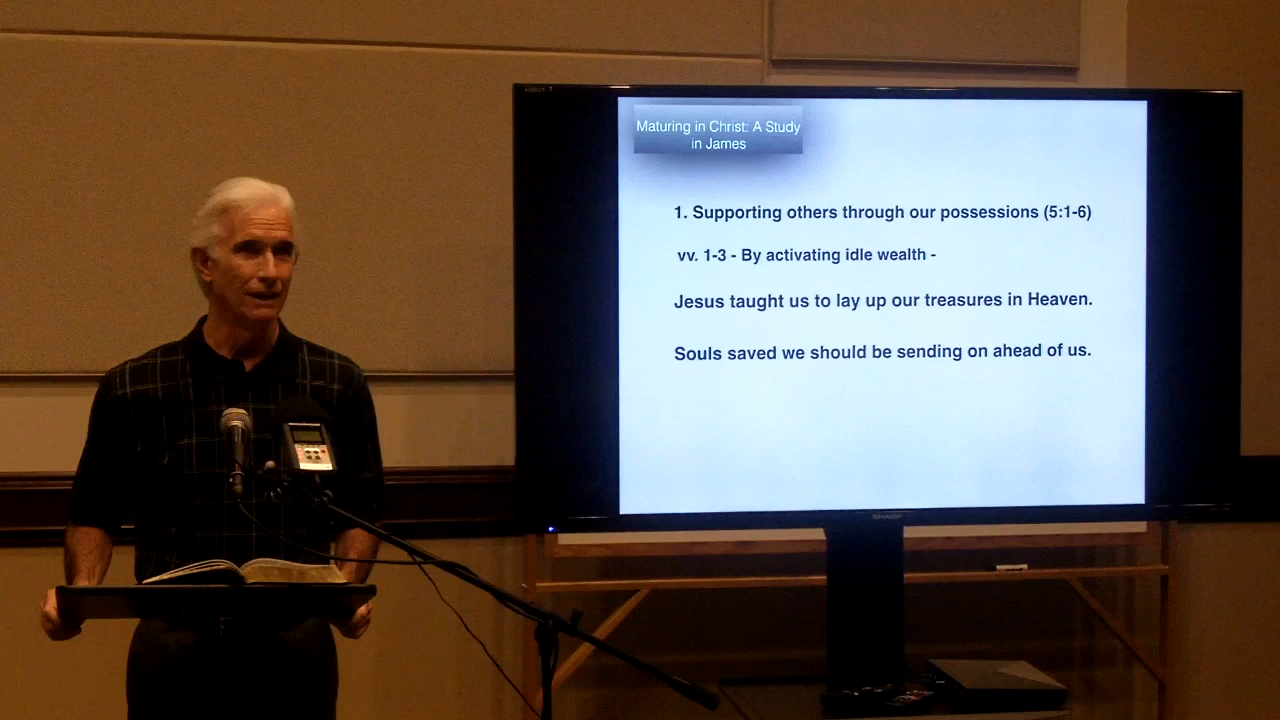 Maturing in Christ: A Study
in James
1. Supporting others through our possessions (5:1-6)
vv. 1-3 - By activating idle wealth -
Jesus taught us to lay up our treasures in Heaven.
Souls saved we should be sending on ahead of us.
SHARP